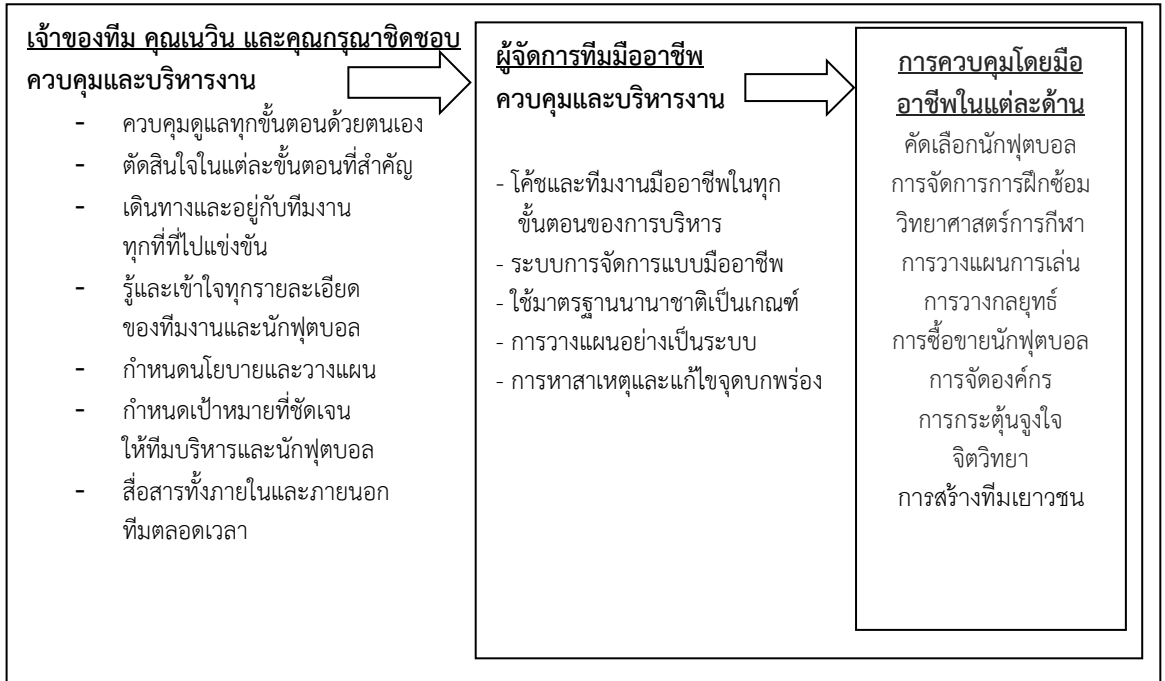 เจ้าของทีม คุณเนวิน และคุณกรุณาชิดชอบ
ควบคุมและบริหารงาน
- ควบคุมดูแลทุกขั้นตอนด้วยตนเอง
- ตัดสินใจในแต่ละขั้นตอนที่สำคัญ
- เดินทางและอยู่กับทีมงาน
ทุกที่ที่ไปแข่งขัน
- รู้และเข้าใจทุกรายละเอียด
ของทีมงานและนักฟุตบอล
- กำหนดนโยบายและวางแผน
- กำหนดเป้าหมายที่ชัดเจน
ให้ทีมบริหารและนักฟุตบอล
- สื่อสารทั้งภายในและภายนอก
ทีมตลอดเวลา
ผู้จัดการทีมมืออาชีพ
ควบคุมและบริหารงาน
- โค้ชและทีมงานมืออาชีพในทุก
ขั้นตอนของการบริหาร
- ระบบการจัดการแบบมืออาชีพ
- ใช้มาตรฐานนานาชาติเป็นเกณฑ์
- การวางแผนอย่างเป็นระบบ
- การหาสาเหตุและแก้ไขจุดบกพร่อง
การควบคุมโดยมือ
อาชีพในแต่ละด้าน
คัดเลือกนักฟุตบอล
การจัดการการฝึกซ้อม
วิทยาศาสตร์การกีฬา
การวางแผนการเล่น
การวางกลยุทธ์
การซื้อขายนักฟุตบอล
การจัดองค์กร
การกระตุ้นจูงใจ
จิตวิทยา
การสร้างทีมเยาวชน